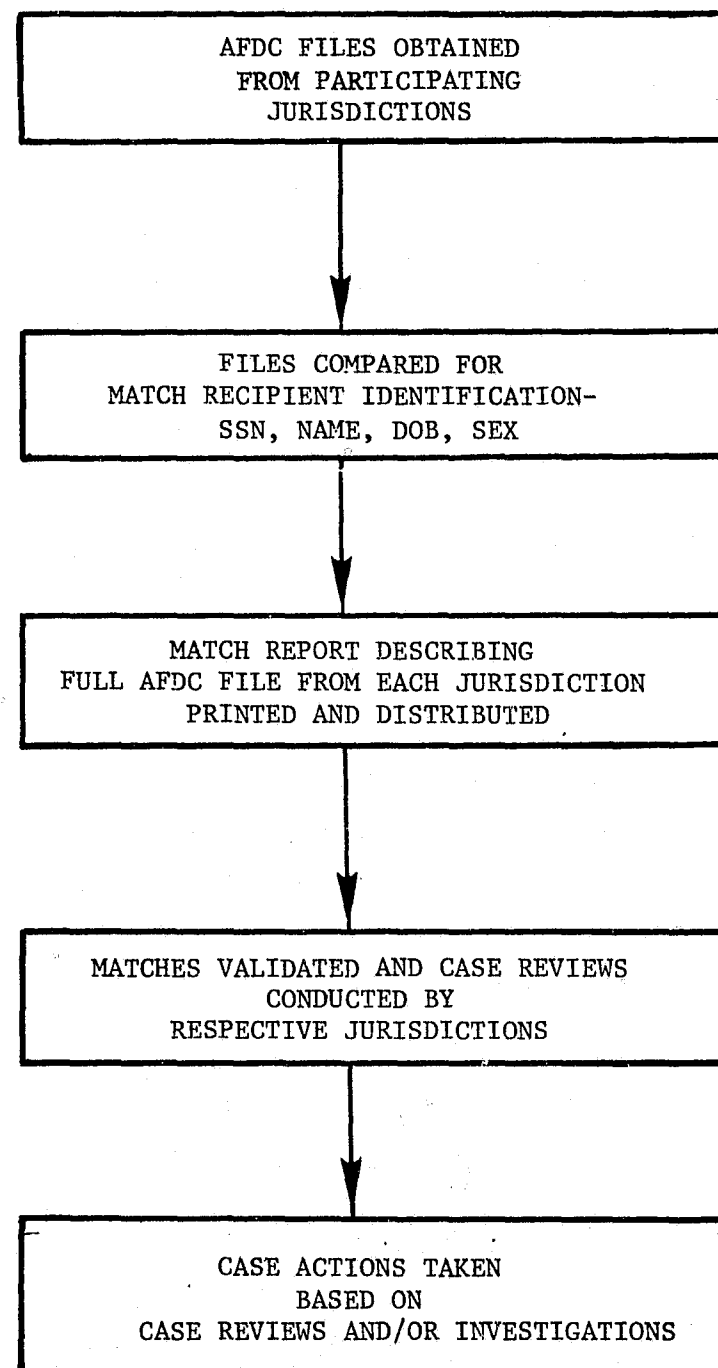 AFDC FILES OBTAINED
FROM PARTICIPATING
JURISDICTIONS
FILES COMPARED FOR
MATCH RECIPIENT IDENTIFICATION-
SSN, NAME, DOB, SEX
MATCH REPORT DESCRIBING
FULL AFDC FILE FROM EACH JURISDICTION
PRINTED AND DISTRIBUTED
MATCHES VALIDATED AND CASE REVIEWS
CONDUCTED BY
RESPECTIVE JURISDICTIONS
CASE ACTIONS TAKEN
BASED ON
CASE REVIEWS AND/OR INVESTIGATIONS